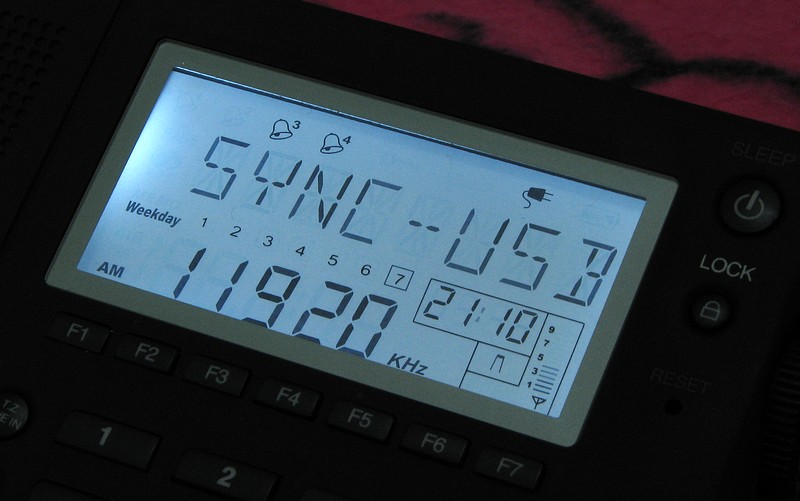 3 4
SYNC-USB
Weekday 1 2 3 4 5 6 7
AM 11920 KHz
21:10
9
7
5
3
1
SLEEP
LOCK
RESET
F1 F2 F3 F4 F5 F6 F7
1 2